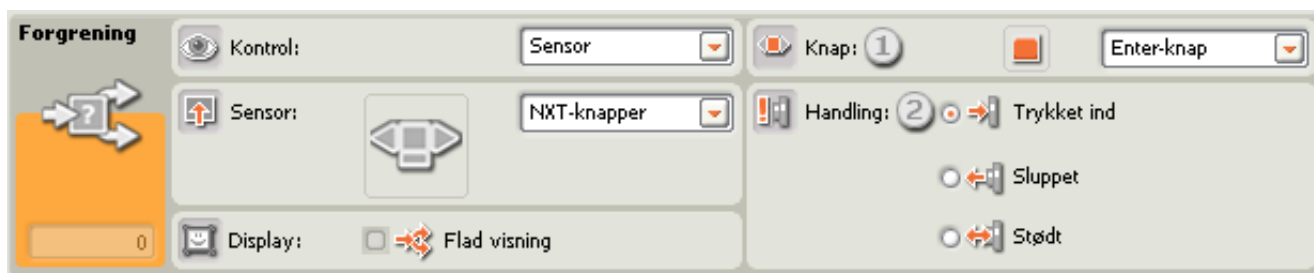 Forgrening
Kontrol:
Sensor
Sensor:
NXT-knapper
Display:
Flad visning
0
Knap: 1
Enter-knap
Handling: 2
Trykket ind
Sluppet
Stødt